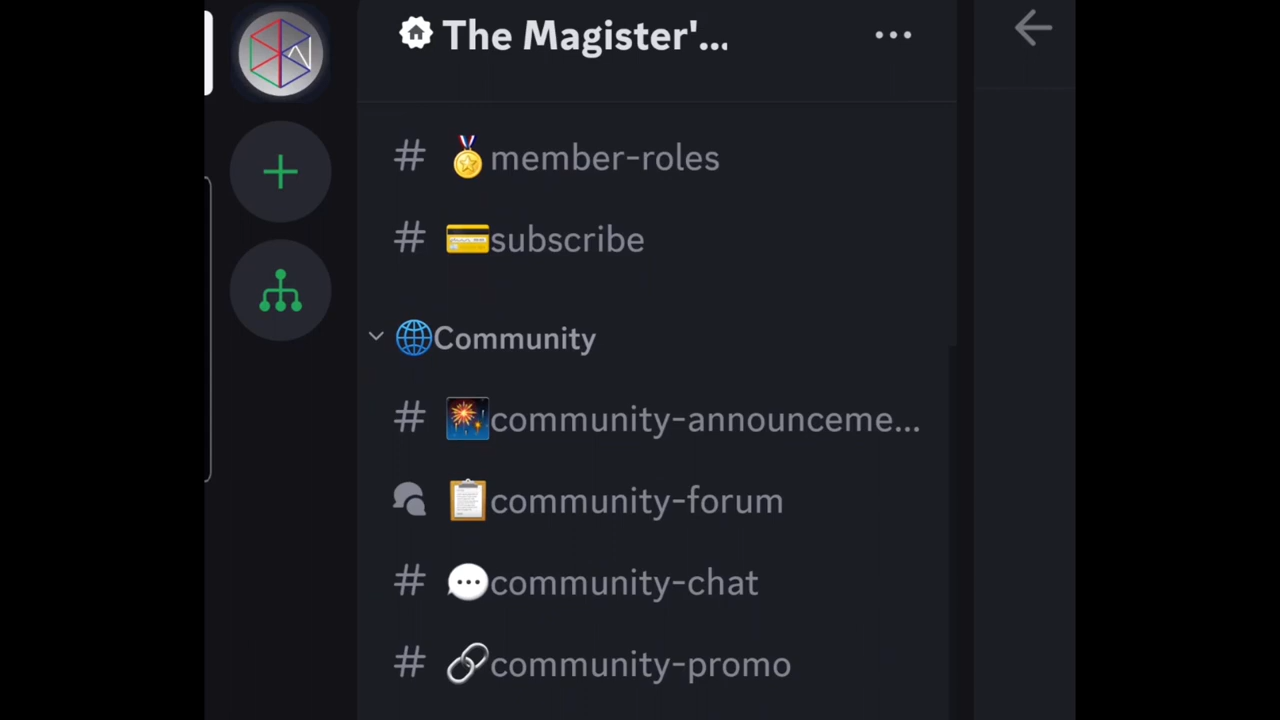 The Magister'...
# 🏅member-roles
# 💳subscribe
🌐Community
# 🎆community-announceme...
📋community-forum
# 💬community-chat
# 🔗community-promo